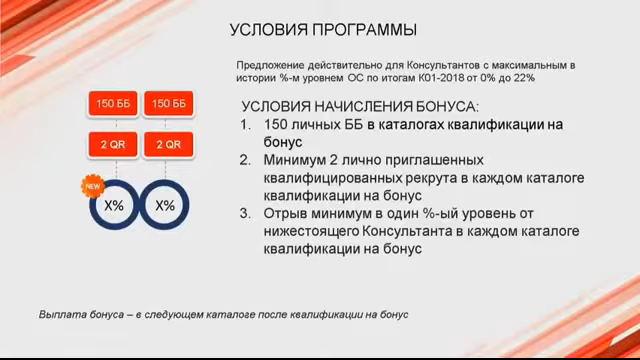 УСЛОВИЯ ПРОГРАММЫ
Предложение действительно для Консультантов с максимальным в
истории %-м уровнем ОС по итогам К01-2018 от 0% до 22%
150 ББ 150 ББ
2 QR 2 QR
NEW
X% X%
УСЛОВИЯ НАЧИСЛЕНИЯ БОНУСА:
1. 150 личных ББ в каталогах квалификации на
бонус
2. Минимум 2 лично приглашенных
квалифицированных рекрута в каждом каталоге
квалификации на бонус
3. Отрыв минимум в один %-ый уровень от
нижестоящего Консультанта в каждом каталоге
квалификации на бонус
Выплата бонуса – в следующем каталоге после квалификации на бонус